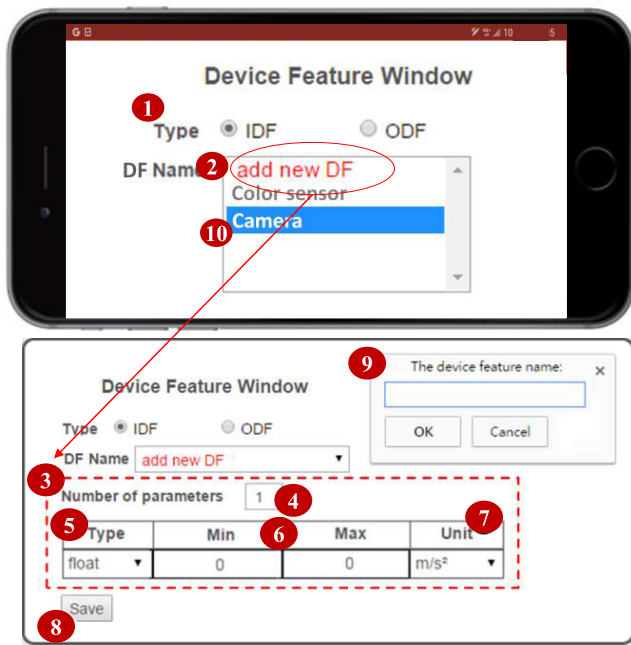 G 10 5
Device Feature Window
1
Type IDF ODF
DF Name 2 add new DF
Color sensor
10 Camera
9 The device feature name: ×
Device Feature Window
OK Cancel
Type IDF ODF
DF Name add new DF
3
Number of parameters 1 4
5 Type Min 6 Max Unit 7
float 0 0 m/s²
Save
8